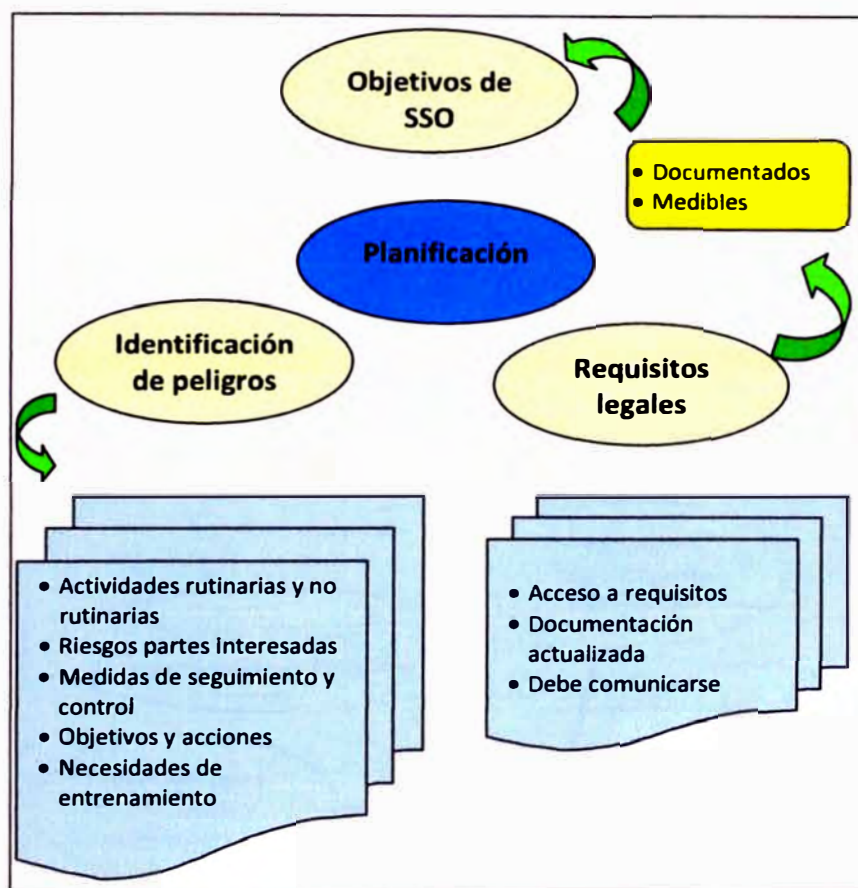 Objetivos de
SSO
• Documentados
• Medibles
Planificación
Identificación
de peligros
Requisitos
legales
• Actividades rutinarias y no
rutinarias
• Riesgos partes interesadas
• Medidas de seguimiento y
control
• Objetivos y acciones
• Necesidades de
entrenamiento
• Acceso a requisitos
• Documentación
actualizada
• Debe comunicarse